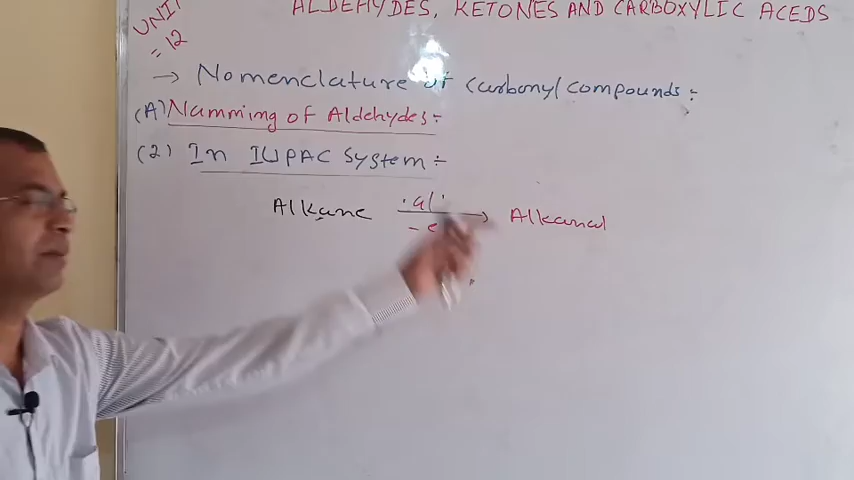 UNIT
= 12
ALDEHYDES, KETONES AND CARBOXYLIC ACEDS
→ Nomenclature of carbonyl compounds:
(A) Namming of Aldehydes:
(2) In IUPAC System:
Alkane 'al' - e → Alkanal